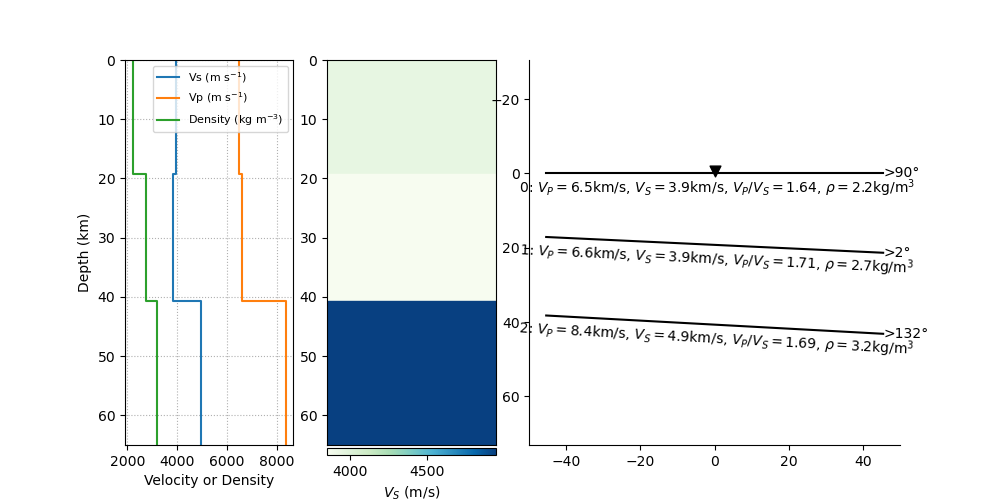 0
10
20
30
40
50
60
Depth (km)
2000 4000 6000 8000
Velocity or Density
Vs (m s⁻¹)
Vp (m s⁻¹)
Density (kg m⁻³)
0
10
20
30
40
50
60
4000 4500
V_S (m/s)
−20
0
20
40
60
−40 −20 0 20 40
>90°
0: V_P = 6.5km/s, V_S = 3.9km/s, V_P/V_S = 1.64, ρ = 2.2kg/m³
>2°
1: V_P = 6.6km/s, V_S = 3.9km/s, V_P/V_S = 1.71, ρ = 2.7kg/m³
>132°
2: V_P = 8.4km/s, V_S = 4.9km/s, V_P/V_S = 1.69, ρ = 3.2kg/m³